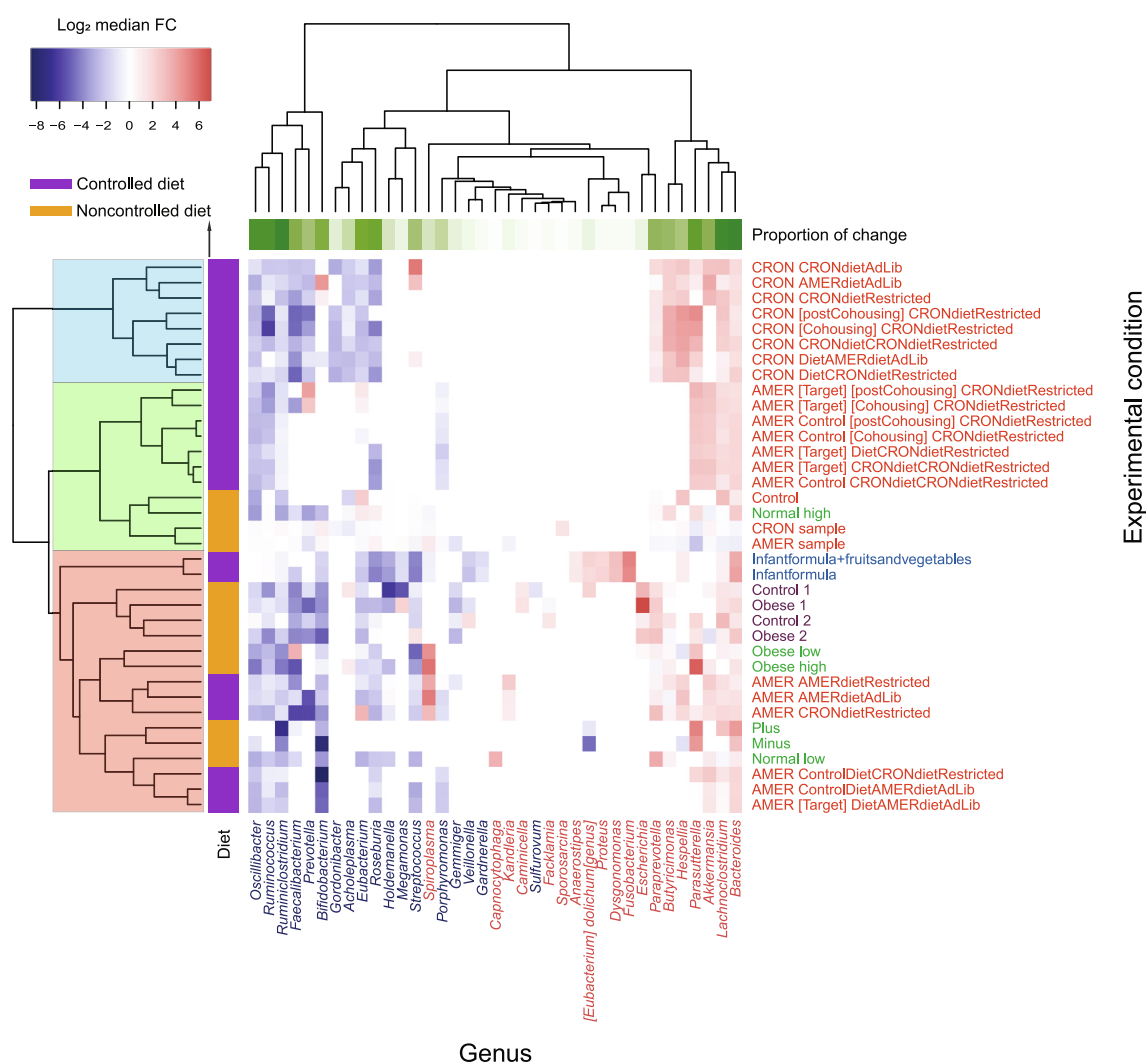 Log₂ median FC
−8 −6 −4 −2 0 2 4 6
Controlled diet
Noncontrolled diet
Proportion of change
CRON CRONdietAdLib
CRON AMERdietAdLib
CRON CRONdietRestricted
CRON [postCohousing] CRONdietRestricted
CRON [Cohousing] CRONdietRestricted
CRON CRONdietCRONdietRestricted
CRON DietAMERdietAdLib
CRON DietCRONdietRestricted
AMER [Target] [postCohousing] CRONdietRestricted
AMER [Target] [Cohousing] CRONdietRestricted
AMER Control [postCohousing] CRONdietRestricted
AMER Control [Cohousing] CRONdietRestricted
AMER [Target] DietCRONdietRestricted
AMER [Target] CRONdietCRONdietRestricted
AMER Control CRONdietCRONdietRestricted
Control
Normal high
CRON sample
AMER sample
Infantformula+fruitsandvegetables
Infantformula
Control 1
Obese 1
Control 2
Obese 2
Obese low
Obese high
AMER AMERdietRestricted
AMER AMERdietAdLib
AMER CRONdietRestricted
Plus
Minus
Normal low
AMER ControlDietCRONdietRestricted
AMER ControlDietAMERdietAdLib
AMER [Target] DietAMERdietAdLib
Experimental condition
Diet
Oscillibacter
Ruminococcus
Ruminiclostridium
Faecalibacterium
Prevotella
Bifidobacterium
Gordonibacter
Acholeplasma
Eubacterium
Roseburia
Holdemanella
Megamonas
Streptococcus
Spiroplasma
Porphyromonas
Gemmiger
Veillonella
Gardnerella
Capnocytophaga
Kandleria
Caminicella
Sulfurovum
Facklamia
Sporosarcina
Anaerostipes
[Eubacterium] dolichum[genus]
Proteus
Dysgonomonas
Fusobacterium
Escherichia
Paraprevotella
Butyricimonas
Hespellia
Parasutterella
Akkermansia
Lachnoclostridium
Bacteroides
Genus